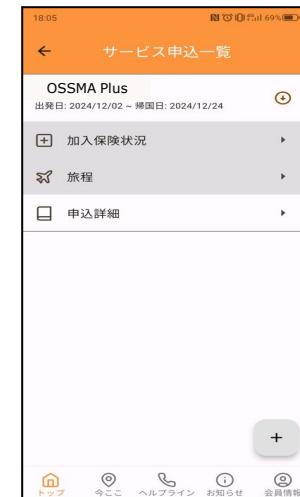 18:05 69%
サービス申込一覧
OSSMA Plus
出発日: 2024/12/02 ~ 帰国日: 2024/12/24
加入保険状況
旅程
申込詳細
+
トップ 今ここ ヘルプライン お知らせ 会員情報